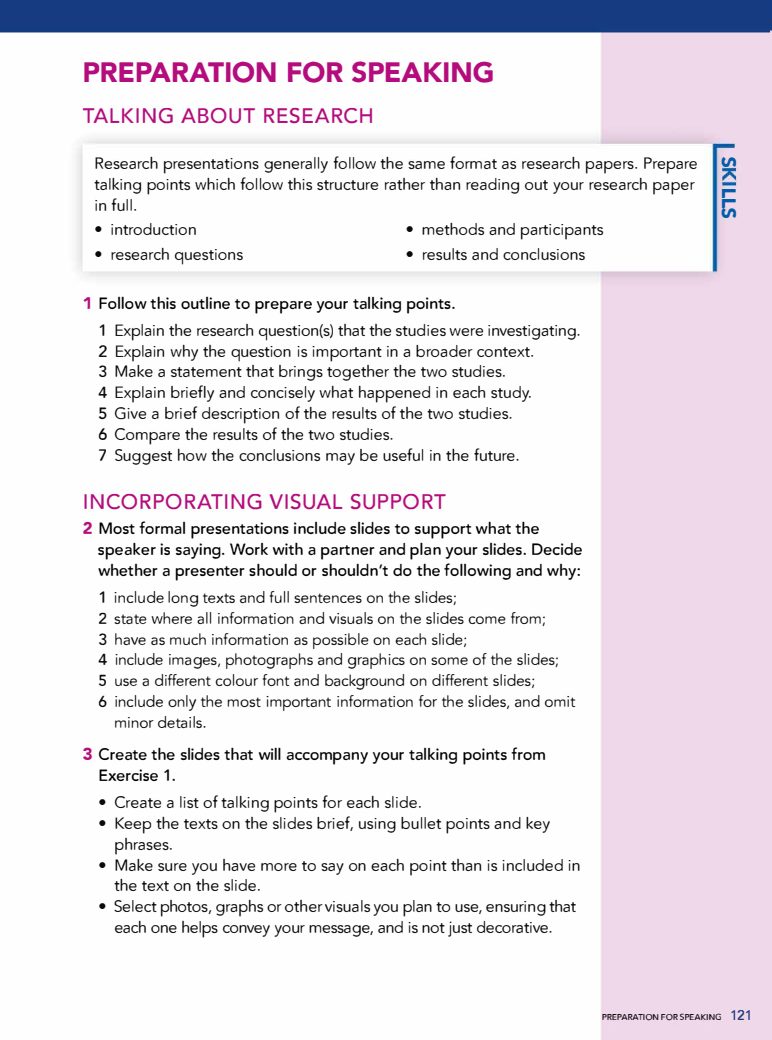 PREPARATION FOR SPEAKING
TALKING ABOUT RESEARCH
Research presentations generally follow the same format as research papers. Prepare
talking points which follow this structure rather than reading out your research paper
in full.
• introduction
• research questions
• methods and participants
• results and conclusions
SKILLS
1 Follow this outline to prepare your talking points.
1 Explain the research question(s) that the studies were investigating.
2 Explain why the question is important in a broader context.
3 Make a statement that brings together the two studies.
4 Explain briefly and concisely what happened in each study.
5 Give a brief description of the results of the two studies.
6 Compare the results of the two studies.
7 Suggest how the conclusions may be useful in the future.
INCORPORATING VISUAL SUPPORT
2 Most formal presentations include slides to support what the
speaker is saying. Work with a partner and plan your slides. Decide
whether a presenter should or shouldn't do the following and why:
1 include long texts and full sentences on the slides;
2 state where all information and visuals on the slides come from;
3 have as much information as possible on each slide;
4 include images, photographs and graphics on some of the slides;
5 use a different colour font and background on different slides;
6 include only the most important information for the slides, and omit
minor details.
3 Create the slides that will accompany your talking points from
Exercise 1.
• Create a list of talking points for each slide.
• Keep the texts on the slides brief, using bullet points and key
phrases.
• Make sure you have more to say on each point than is included in
the text on the slide.
• Select photos, graphs or other visuals you plan to use, ensuring that
each one helps convey your message, and is not just decorative.
PREPARATION FOR SPEAKING 121